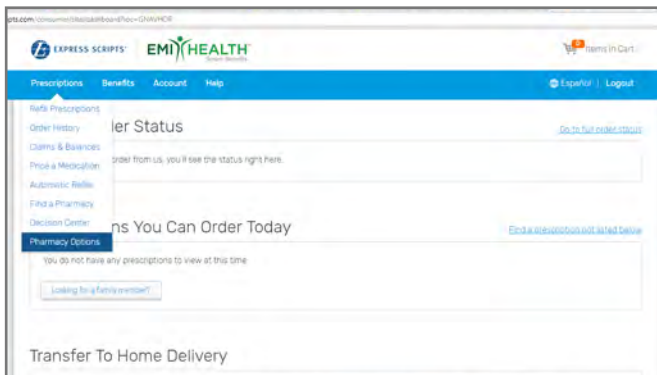 EXPRESS SCRIPTS
EMI HEALTH
0 Items in Cart
Prescriptions Benefits Account Help
Español | Logout
Refill Prescriptions
Order History
Claims & Balances
Price a Medication
Automatic Refills
Find a Pharmacy
Decision Center
Pharmacy Options
der Status
Go to full order status
order from us, you'll see the status right here.
ns You Can Order Today
Find a prescription not listed below
You do not have any prescriptions to view at this time
Looking for a family member?
Transfer To Home Delivery